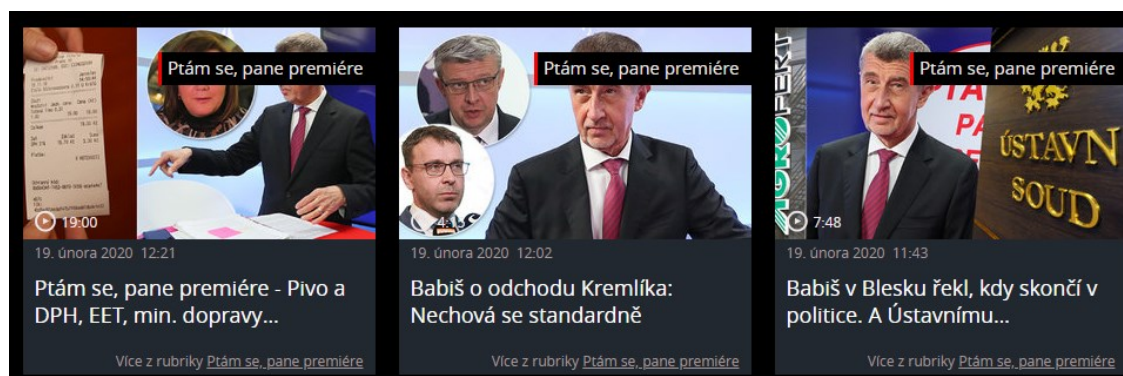 Ptám se, pane premiére
19:00
19. února 2020 12:21
Ptám se, pane premiére - Pivo a
DPH, EET, min. dopravy...
Více z rubriky Ptám se, pane premiére
Ptám se, pane premiére
19. února 2020 12:02
Babiš o odchodu Kremlíka:
Nechová se standardně
Více z rubriky Ptám se, pane premiére
Ptám se, pane premiére
AGROFERT
ÚSTAVN
SOUD
7:48
19. února 2020 11:43
Babiš v Blesku řekl, kdy skončí v
politice. A Ústavnímu...
Více z rubriky Ptám se, pane premiére